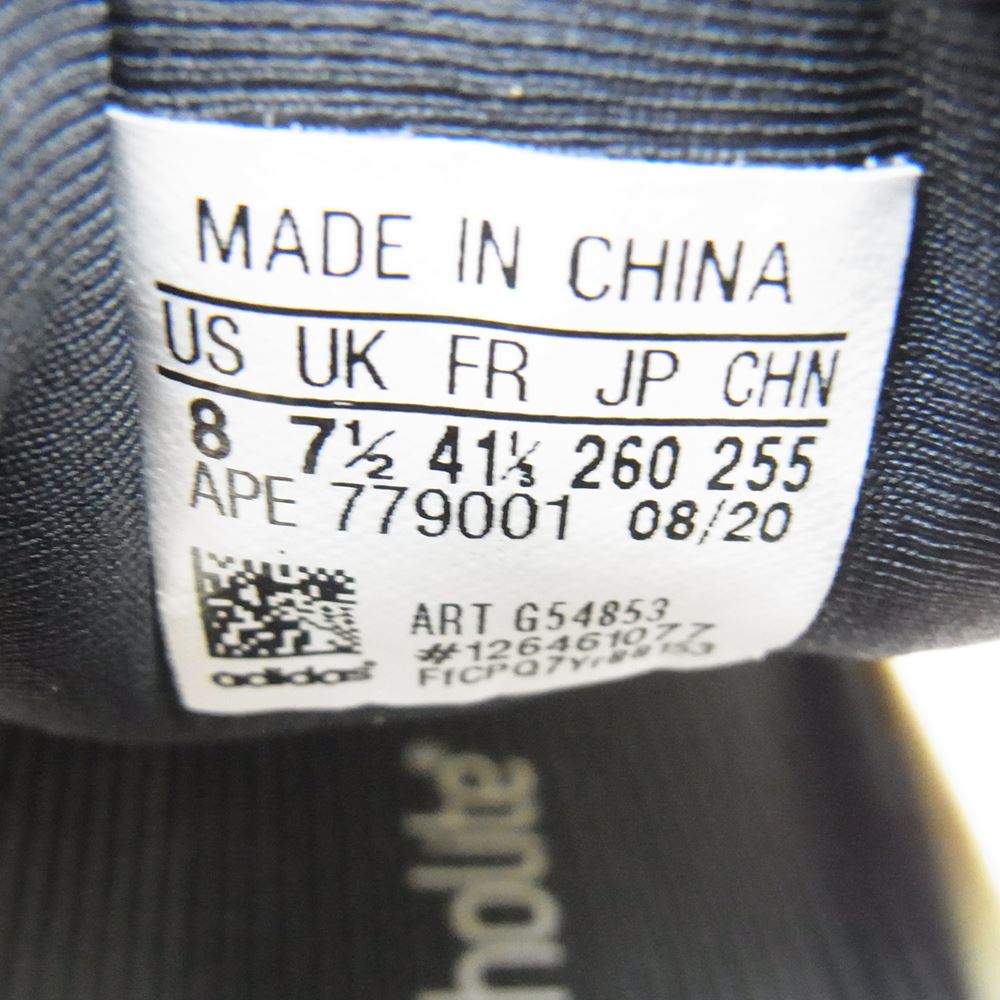 MADE IN CHINA
US UK FR JP CHN
8 7½ 41⅓ 260 255
APE 779001 08/20
ART G54853
#126461077
adidas